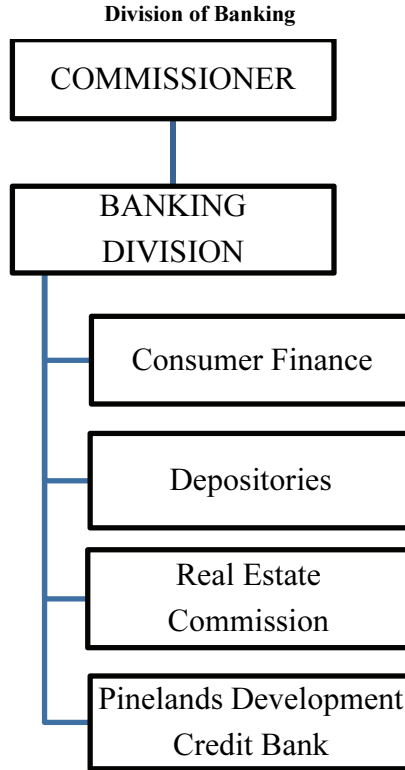 Division of Banking
COMMISSIONER
BANKING
DIVISION
Consumer Finance
Depositories
Real Estate
Commission
Pinelands Development
Credit Bank